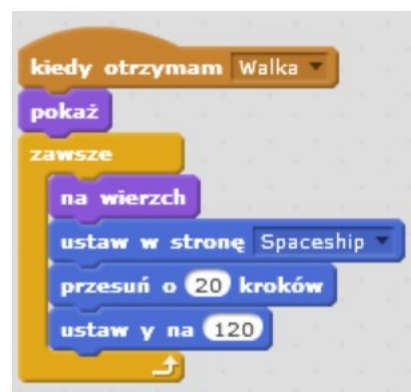 kiedy otrzymam Walka
pokaż
zawsze
na wierzch
ustaw w stronę Spaceship
przesuń o 20 kroków
ustaw y na 120